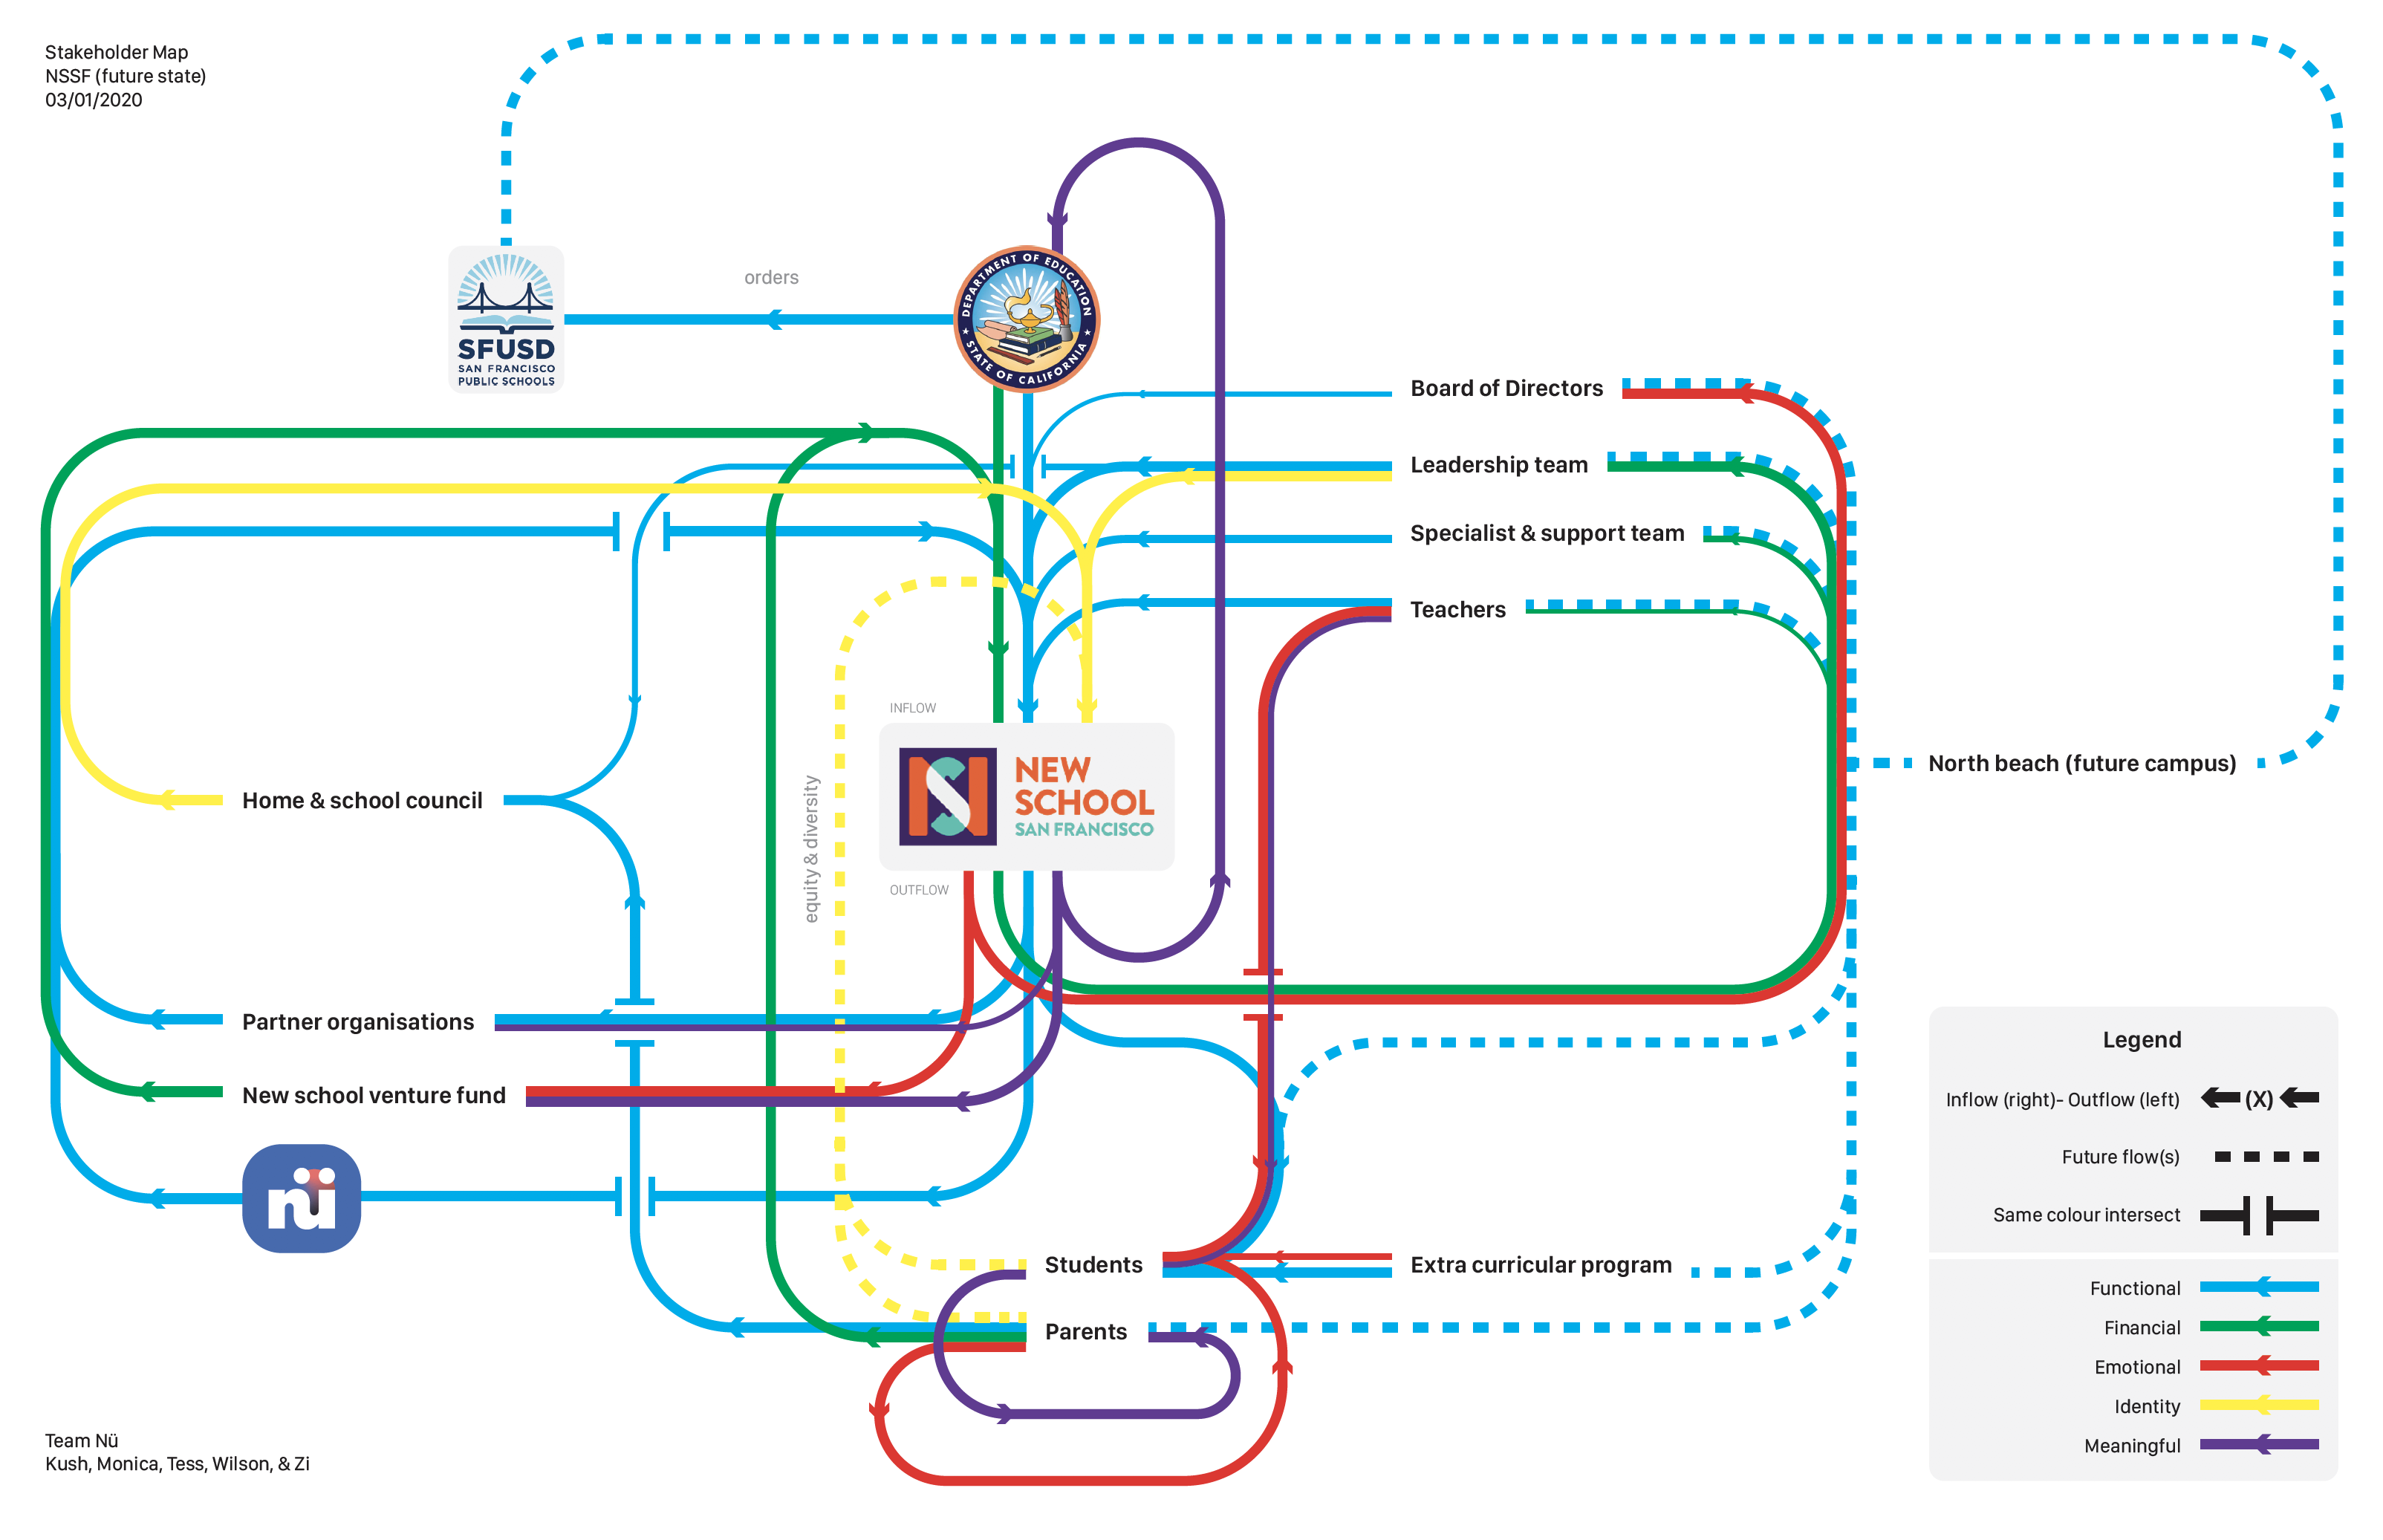 Stakeholder Map
NSSF (future state)
03/01/2020
orders
DEPARTMENT OF EDUCATION
STATE OF CALIFORNIA
SFUSD
SAN FRANCISCO
PUBLIC SCHOOLS
Board of Directors
Leadership team
Specialist & support team
Teachers
INFLOW
NEW
SCHOOL
SAN FRANCISCO
OUTFLOW
equity & diversity
North beach (future campus)
Home & school council
Partner organisations
New school venture fund
nü
Students
Extra curricular program
Parents
Legend
Inflow (right)- Outflow (left)
(X)
Future flow(s)
Same colour intersect
Functional
Financial
Emotional
Identity
Meaningful
Team Nü
Kush, Monica, Tess, Wilson, & Zi